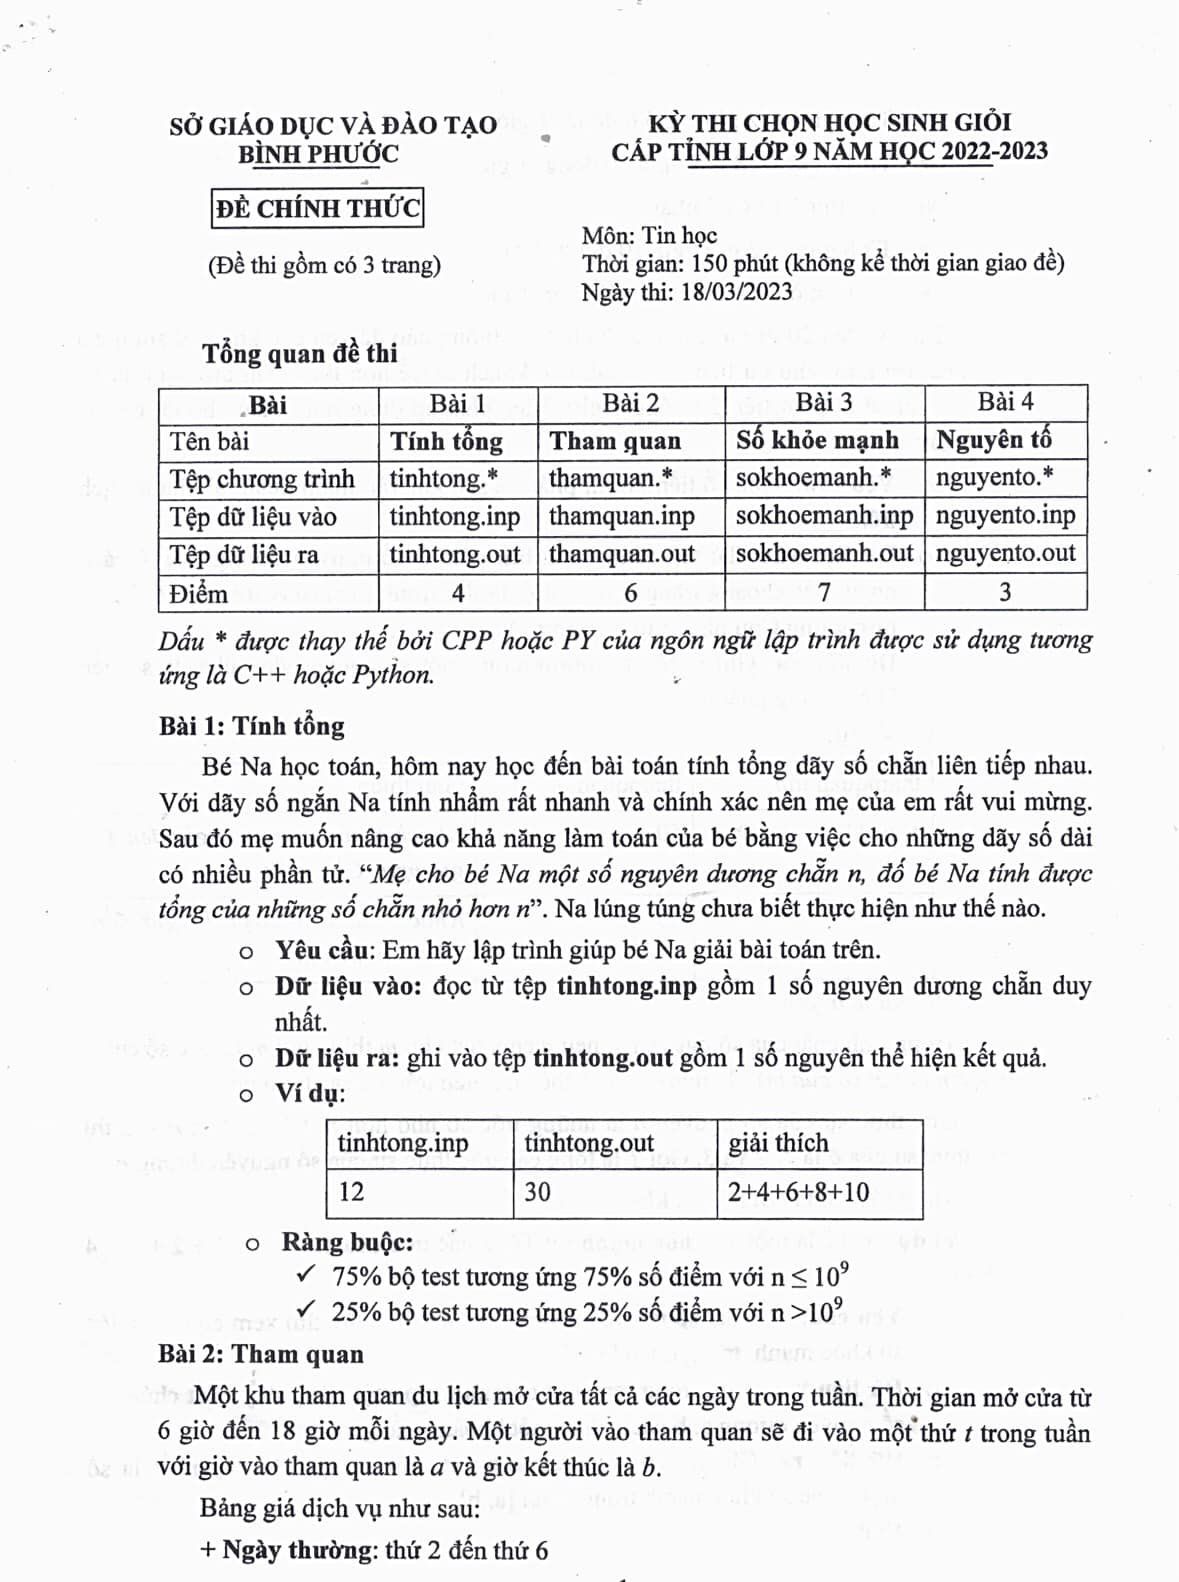 SỞ GIÁO DỤC VÀ ĐÀO TẠO
BÌNH PHƯỚC
KỲ THI CHỌN HỌC SINH GIỎI
CẤP TỈNH LỚP 9 NĂM HỌC 2022-2023
ĐỀ CHÍNH THỨC
(Đề thi gồm có 3 trang)
Môn: Tin học
Thời gian: 150 phút (không kể thời gian giao đề)
Ngày thi: 18/03/2023
Tổng quan đề thi
Bài Bài 1 Bài 2 Bài 3 Bài 4
Tên bài Tính tổng Tham quan Số khỏe mạnh Nguyên tố
Tệp chương trình tinhtong.* thamquan.* sokhoemanh.* nguyento.*
Tệp dữ liệu vào tinhtong.inp thamquan.inp sokhoemanh.inp nguyento.inp
Tệp dữ liệu ra tinhtong.out thamquan.out sokhoemanh.out nguyento.out
Điểm 4 6 7 3
Dấu * được thay thế bởi CPP hoặc PY của ngôn ngữ lập trình được sử dụng tương
ứng là C++ hoặc Python.
Bài 1: Tính tổng
Bé Na học toán, hôm nay học đến bài toán tính tổng dãy số chẵn liên tiếp nhau.
Với dãy số ngắn Na tính nhẩm rất nhanh và chính xác nên mẹ của em rất vui mừng.
Sau đó mẹ muốn nâng cao khả năng làm toán của bé bằng việc cho những dãy số dài
có nhiều phần tử. “Mẹ cho bé Na một số nguyên dương chẵn n, đố bé Na tính được
tổng của những số chẵn nhỏ hơn n”. Na lúng túng chưa biết thực hiện như thế nào.
o Yêu cầu: Em hãy lập trình giúp bé Na giải bài toán trên.
o Dữ liệu vào: đọc từ tệp tinhtong.inp gồm 1 số nguyên dương chẵn duy
nhất.
o Dữ liệu ra: ghi vào tệp tinhtong.out gồm 1 số nguyên thể hiện kết quả.
o Ví dụ:
tinhtong.inp tinhtong.out giải thích
12 30 2+4+6+8+10
o Ràng buộc:
✓ 75% bộ test tương ứng 75% số điểm với n ≤ 10⁹
✓ 25% bộ test tương ứng 25% số điểm với n >10⁹
Bài 2: Tham quan
Một khu tham quan du lịch mở cửa tất cả các ngày trong tuần. Thời gian mở cửa từ
6 giờ đến 18 giờ mỗi ngày. Một người vào tham quan sẽ đi vào một thứ t trong tuần
với giờ vào tham quan là a và giờ kết thúc là b.
Bảng giá dịch vụ như sau:
+ Ngày thường: thứ 2 đến thứ 6